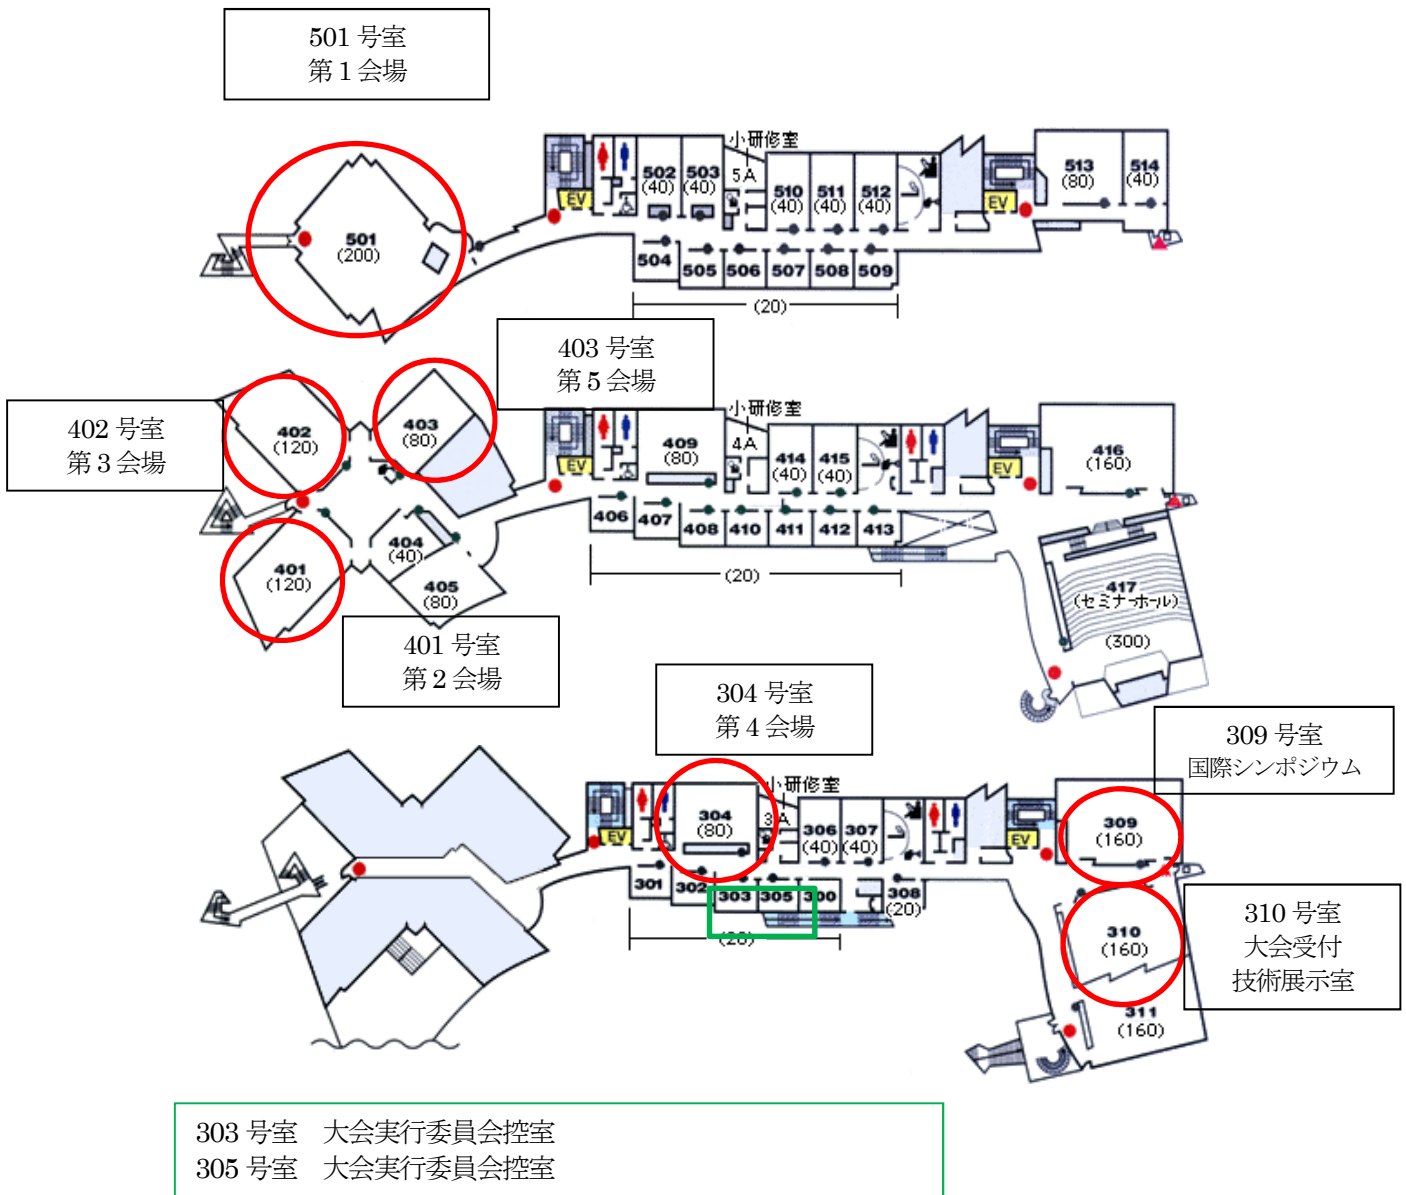 501 号室
第 1 会場
小研修室
502
(40)
503
(40)
5A
510
(40)
511
(40)
512
(40)
513
(80)
514
(40)
EV
EV
501
(200)
504
505
506
507
508
509
(20)
403 号室
第 5 会場
402 号室
第 3 会場
402
(120)
403
(80)
小研修室
409
(80)
4A
414
(40)
415
(40)
416
(160)
EV
EV
406
407
408
410
411
412
413
(20)
404
(40)
401
(120)
405
(80)
417
(セミナーホール)
(300)
401 号室
第 2 会場
304 号室
第 4 会場
309 号室
国際シンポジウム
小研修室
304
(80)
3A
306
(40)
307
(40)
309
(160)
EV
EV
301
302
303
305
300
308
(20)
(20)
310
(160)
310 号室
大会受付
技術展示室
311
(160)
303 号室 大会実行委員会控室
305 号室 大会実行委員会控室